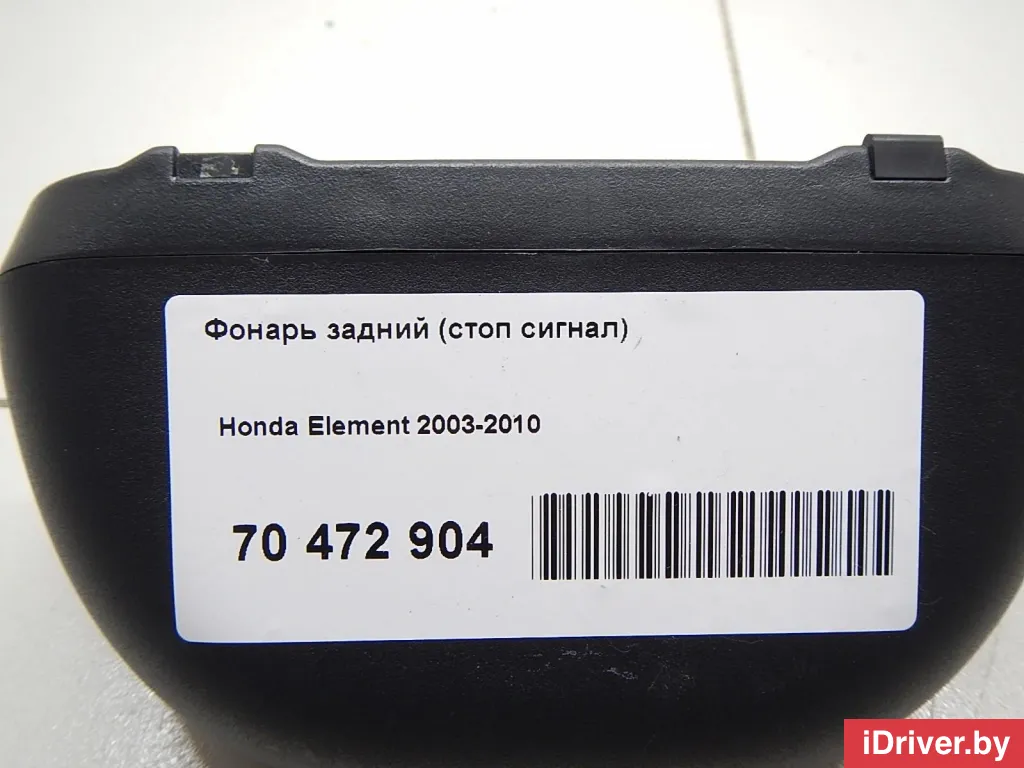 Фонарь задний (стоп сигнал)
Honda Element 2003-2010
70 472 904
iDriver.by